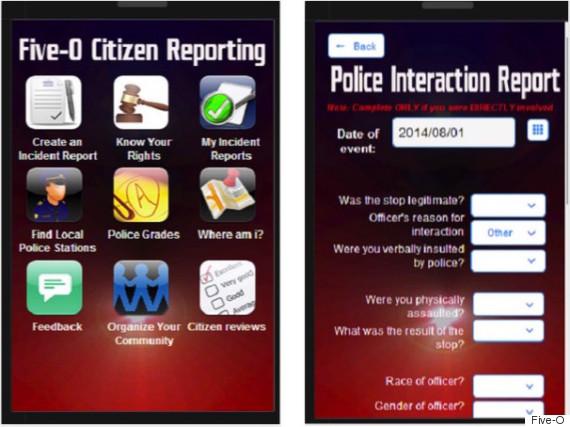 Five-O Citizen Reporting
Create an
Incident Report
Know Your
Rights
My Incident
Reports
Find Local
Police Stations
Police Grades
Where am i?
Feedback
Organize Your
Community
Citizen reviews
A
Excellent
Very good
Good
Average
← Back
Police Interaction Report
Note: Complete ONLY if you were DIRECTLY involved
Date of
event:
2014/08/01
Was the stop legitimate?
Officer's reason for
interaction
Other
Were you verbally insulted
by police?
Were you physically
assaulted?
What was the result of the
stop?
Race of officer?
Gender of officer?
Five-O